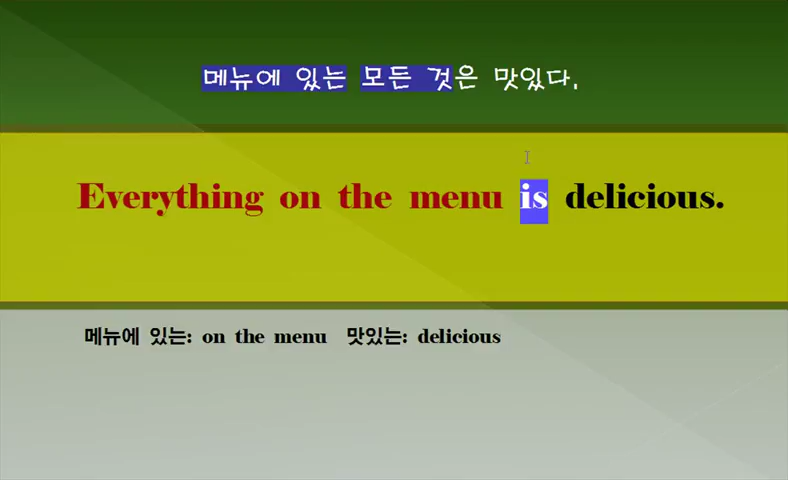 메뉴에 있는 모든 것은 맛있다.
Everything on the menu is delicious.
메뉴에 있는: on the menu 맛있는: delicious